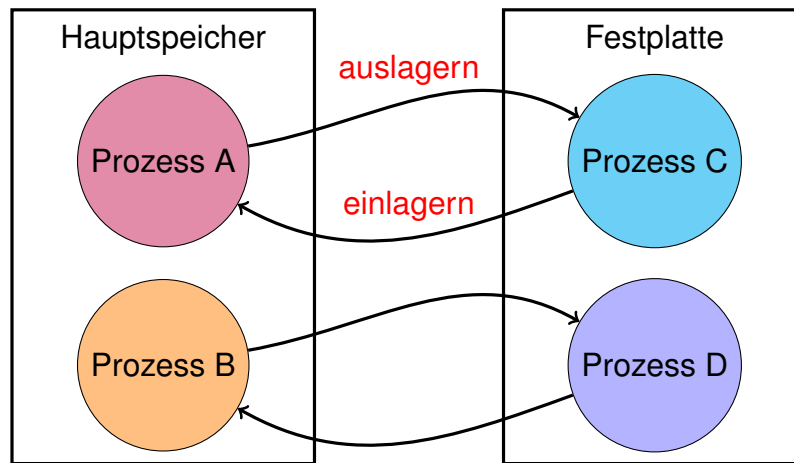 Hauptspeicher
Festplatte
auslagern
Prozess A
Prozess C
einlagern
Prozess B
Prozess D